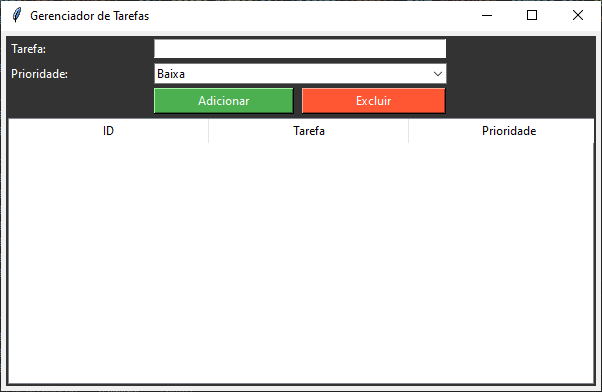 Gerenciador de Tarefas
Tarefa:
Prioridade: Baixa
Adicionar Excluir
ID Tarefa Prioridade